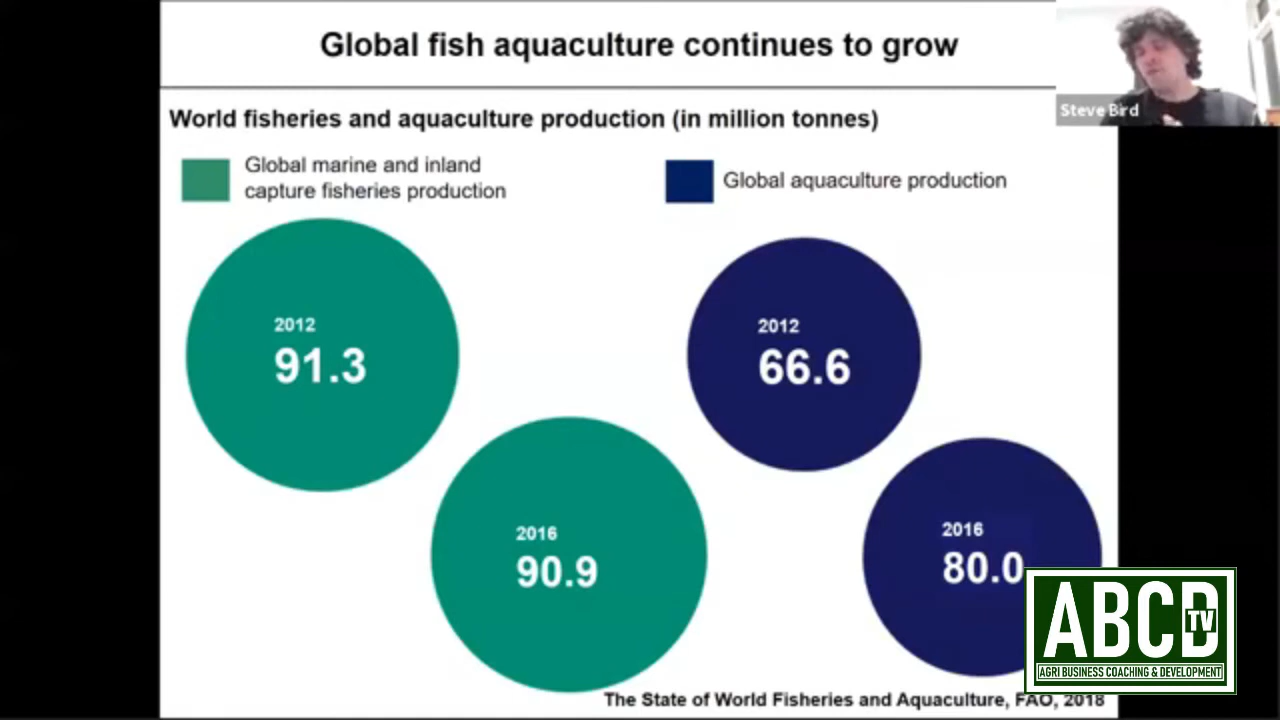 Global fish aquaculture continues to grow
Steve Bird
World fisheries and aquaculture production (in million tonnes)
Global marine and inland
capture fisheries production
Global aquaculture production
2012
91.3
2012
66.6
2016
90.9
2016
80.0
ABCD
TV
AGRI BUSINESS COACHING & DEVELOPMENT
The State of World Fisheries and Aquaculture, FAO, 2018